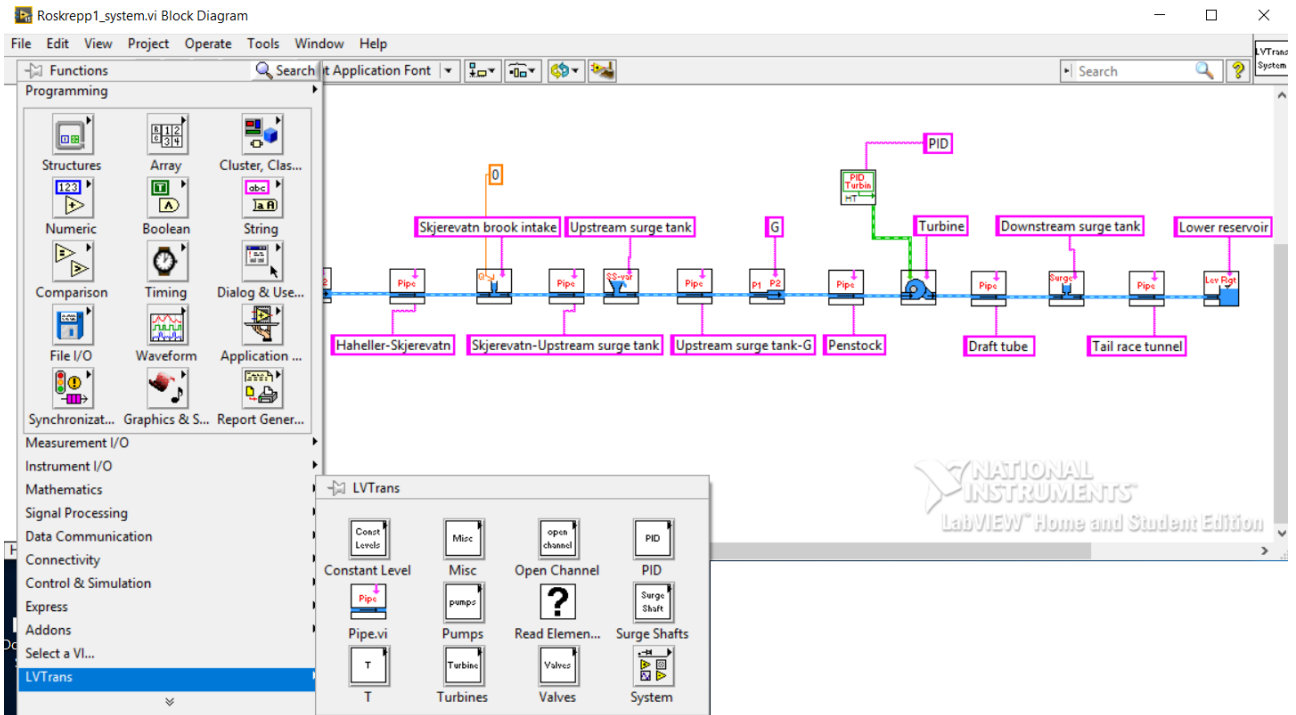 Roskrepp1_system.vi Block Diagram
File Edit View Project Operate Tools Window Help
Functions Search
t Application Font
Search
LVTrans
System
Programming
Structures Array Cluster, Clas...
Numeric Boolean String
Comparison Timing Dialog & Use...
File I/O Waveform Application ...
Synchronizat... Graphics & S... Report Gener...
Measurement I/O
Instrument I/O
Mathematics
Signal Processing
Data Communication
Connectivity
Control & Simulation
Express
Addons
Select a VI...
LVTrans
PID
0
PID
Turbin
HT
Skjerevatn brook intake
Upstream surge tank
G
Turbine
Downstream surge tank
Lower reservoir
Pipe
Pipe
SS-var
Pipe
P1 P2
Pipe
Pipe
Surge
Pipe
Lev Rgt
Haheller-Skjerevatn
Skjerevatn-Upstream surge tank
Upstream surge tank-G
Penstock
Draft tube
Tail race tunnel
NATIONAL
INSTRUMENTS
LabVIEW™ Home and Student Edition
LVTrans
Const
Levels
Misc
open
channel
PID
Constant Level Misc Open Channel PID
Pipe
pumps
?
Surge
Shaft
Pipe.vi Pumps Read Elemen... Surge Shafts
T
Turbine
Valves
T Turbines Valves System